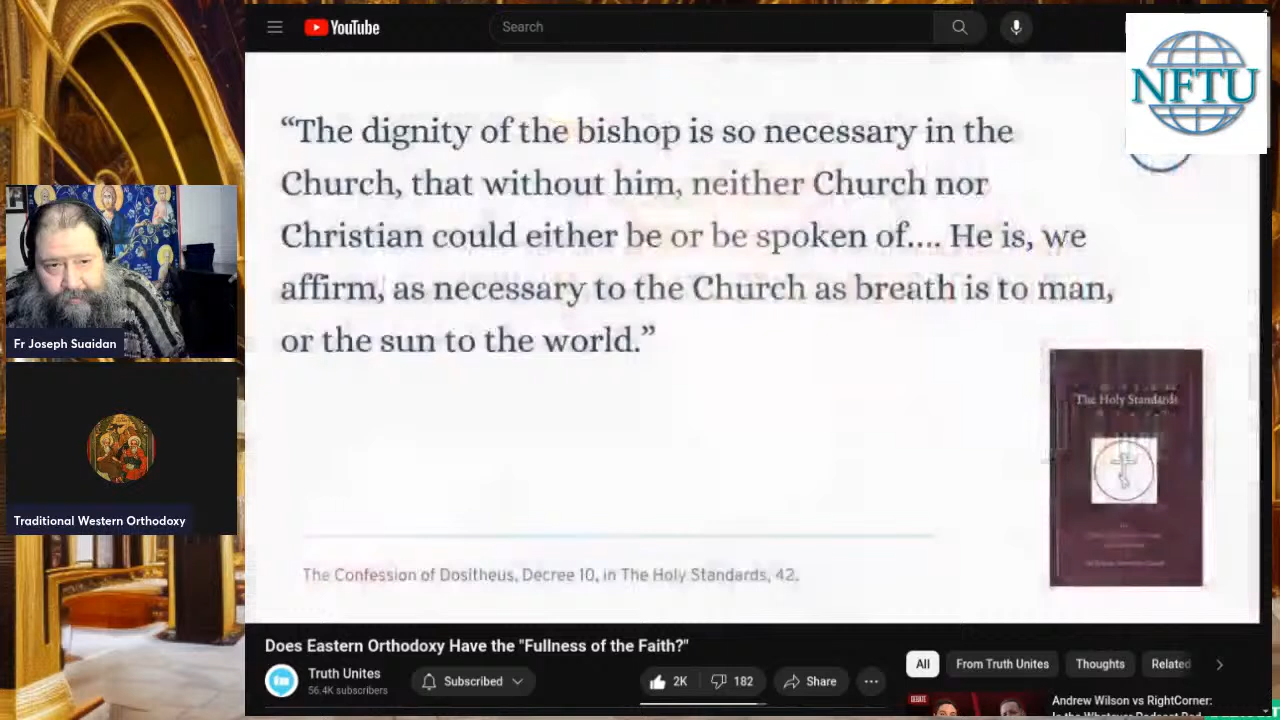 YouTube
Search
NFTU
“The dignity of the bishop is so necessary in the
Church, that without him, neither Church nor
Christian could either be or be spoken of.... He is, we
affirm, as necessary to the Church as breath is to man,
or the sun to the world.”
The Holy Standards
The Confession of Dositheus, Decree 10, in The Holy Standards, 42.
Fr Joseph Suaidan
Traditional Western Orthodoxy
Does Eastern Orthodoxy Have the "Fullness of the Faith?"
Truth Unites
56.4K subscribers
Subscribed
2K
182
Share
All
From Truth Unites
Thoughts
Related
DEBATE
Andrew Wilson vs RightCorner: